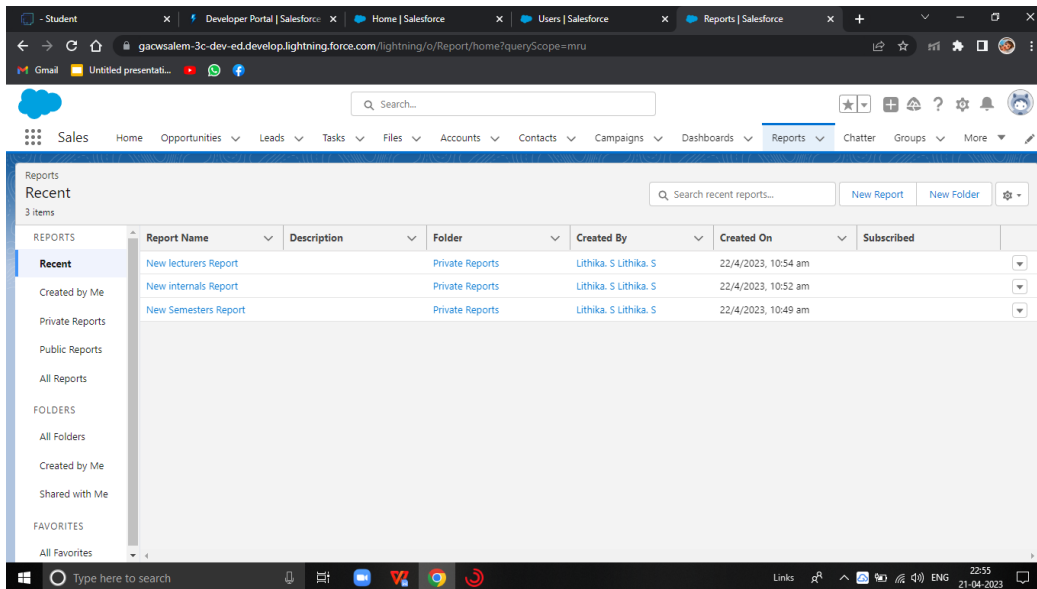 - Student
Developer Portal | Salesforce
Home | Salesforce
Users | Salesforce
Reports | Salesforce
gacwsalem-3c-dev-ed.develop.lightning.force.com/lightning/o/Report/home?queryScope=mru
Gmail
Untitled presentati...
Search...
Sales
Home
Opportunities
Leads
Tasks
Files
Accounts
Contacts
Campaigns
Dashboards
Reports
Chatter
Groups
More
Reports
Recent
3 items
Search recent reports...
New Report
New Folder
REPORTS
Recent
Created by Me
Private Reports
Public Reports
All Reports
FOLDERS
All Folders
Created by Me
Shared with Me
FAVORITES
All Favorites
Report Name Description Folder Created By Created On Subscribed
New lecturers Report Private Reports Lithika. S Lithika. S 22/4/2023, 10:54 am
New internals Report Private Reports Lithika. S Lithika. S 22/4/2023, 10:52 am
New Semesters Report Private Reports Lithika. S Lithika. S 22/4/2023, 10:49 am
Type here to search
Links
ENG
22:55
21-04-2023